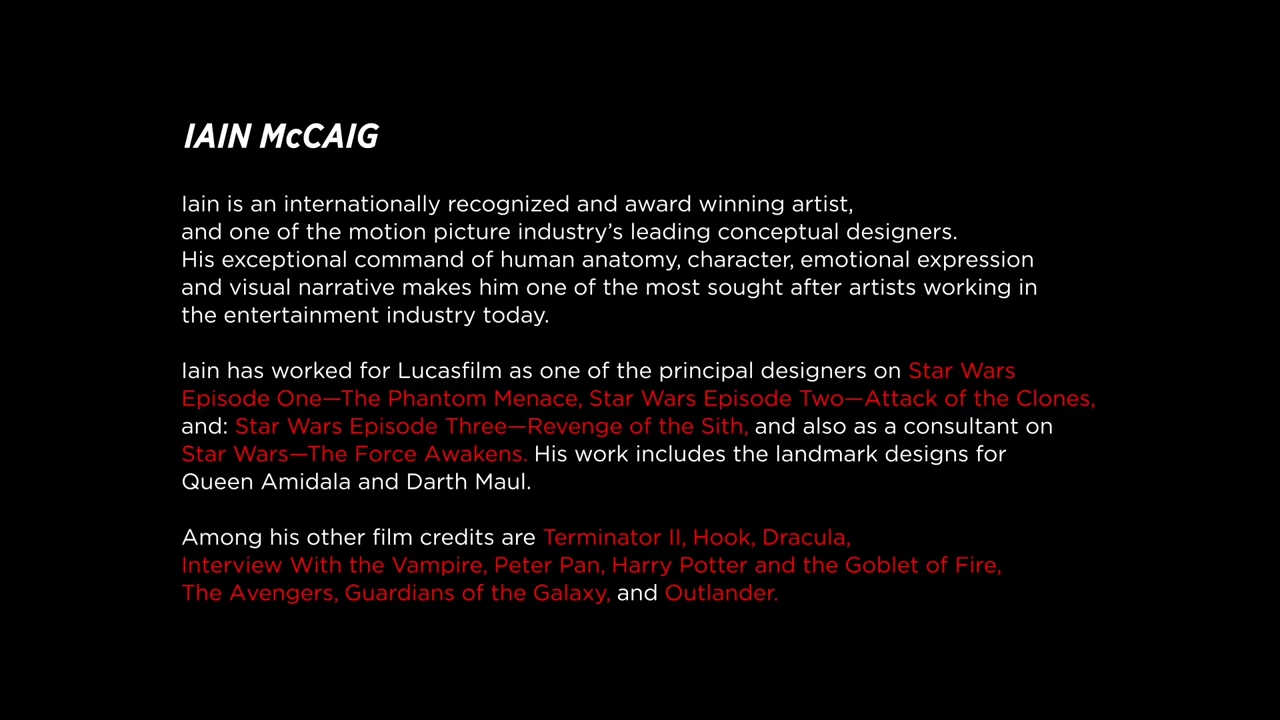 IAIN McCAIG
Iain is an internationally recognized and award winning artist,
and one of the motion picture industry’s leading conceptual designers.
His exceptional command of human anatomy, character, emotional expression
and visual narrative makes him one of the most sought after artists working in
the entertainment industry today.
Iain has worked for Lucasfilm as one of the principal designers on Star Wars
Episode One—The Phantom Menace, Star Wars Episode Two—Attack of the Clones,
and: Star Wars Episode Three—Revenge of the Sith, and also as a consultant on
Star Wars—The Force Awakens. His work includes the landmark designs for
Queen Amidala and Darth Maul.
Among his other film credits are Terminator II, Hook, Dracula,
Interview With the Vampire, Peter Pan, Harry Potter and the Goblet of Fire,
The Avengers, Guardians of the Galaxy, and Outlander.